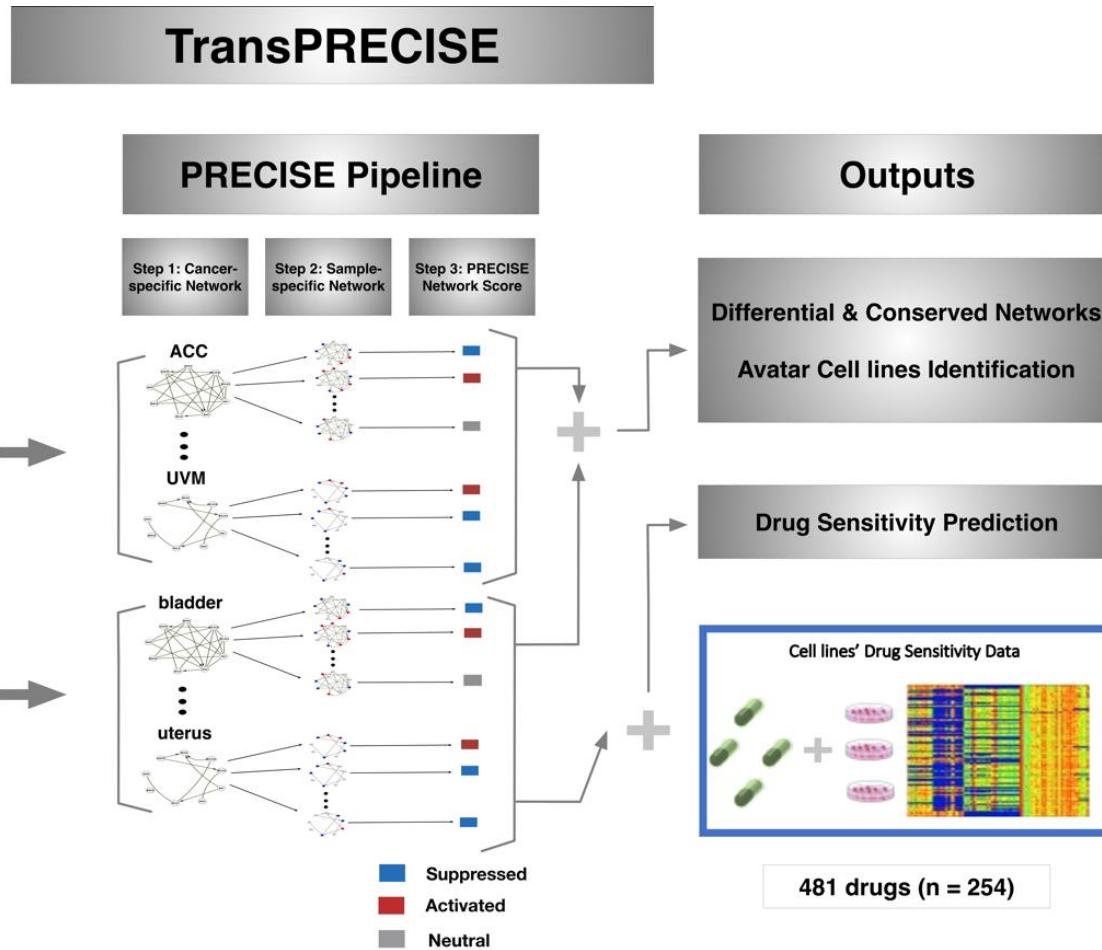 TransPRECISE
PRECISE Pipeline
Outputs
Step 1: Cancer-
specific Network
Step 2: Sample-
specific Network
Step 3: PRECISE
Network Score
ACC
UVM
bladder
uterus
Differential & Conserved Networks
Avatar Cell lines Identification
Drug Sensitivity Prediction
Cell lines' Drug Sensitivity Data
481 drugs (n = 254)
Suppressed
Activated
Neutral